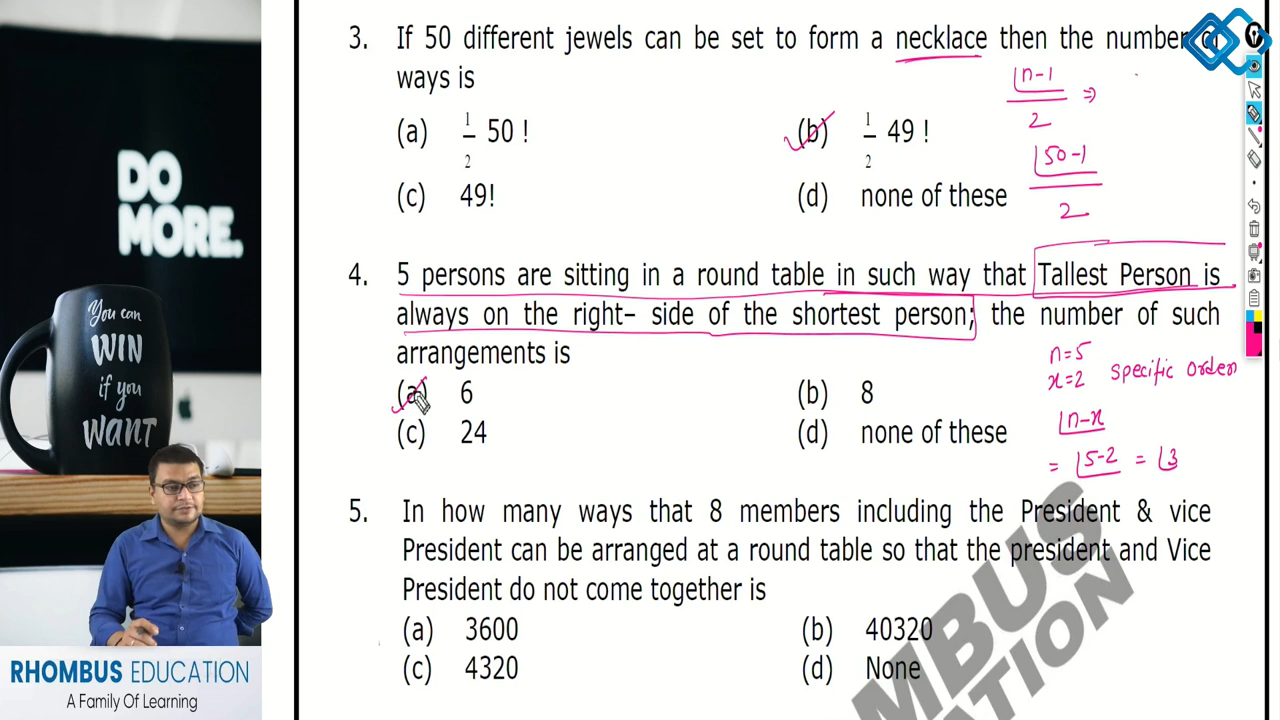 3. If 50 different jewels can be set to form a necklace then the number of
ways is
(a) 1/2 50 !
(b) 1/2 49 !
(c) 49!
(d) none of these
4. 5 persons are sitting in a round table in such way that Tallest Person is
always on the right– side of the shortest person; the number of such
arrangements is
(a) 6
(b) 8
(c) 24
(d) none of these
5. In how many ways that 8 members including the President & vice
President can be arranged at a round table so that the president and Vice
President do not come together is
(a) 3600
(b) 40320
(c) 4320
(d) None
|n-1 / 2 ⇒
|50-1 / 2
n=5
x=2 specific order
|n-x
= |5-2 = |3
DO
MORE.
You can
WIN
if you
WANT
RHOMBUS EDUCATION
A Family Of Learning